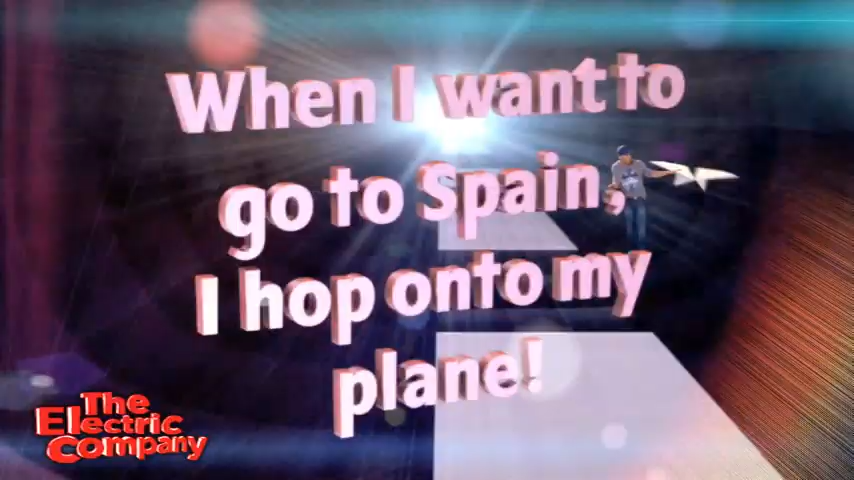 When I want to
go to Spain,
I hop onto my
plane!
The
Electric
Company